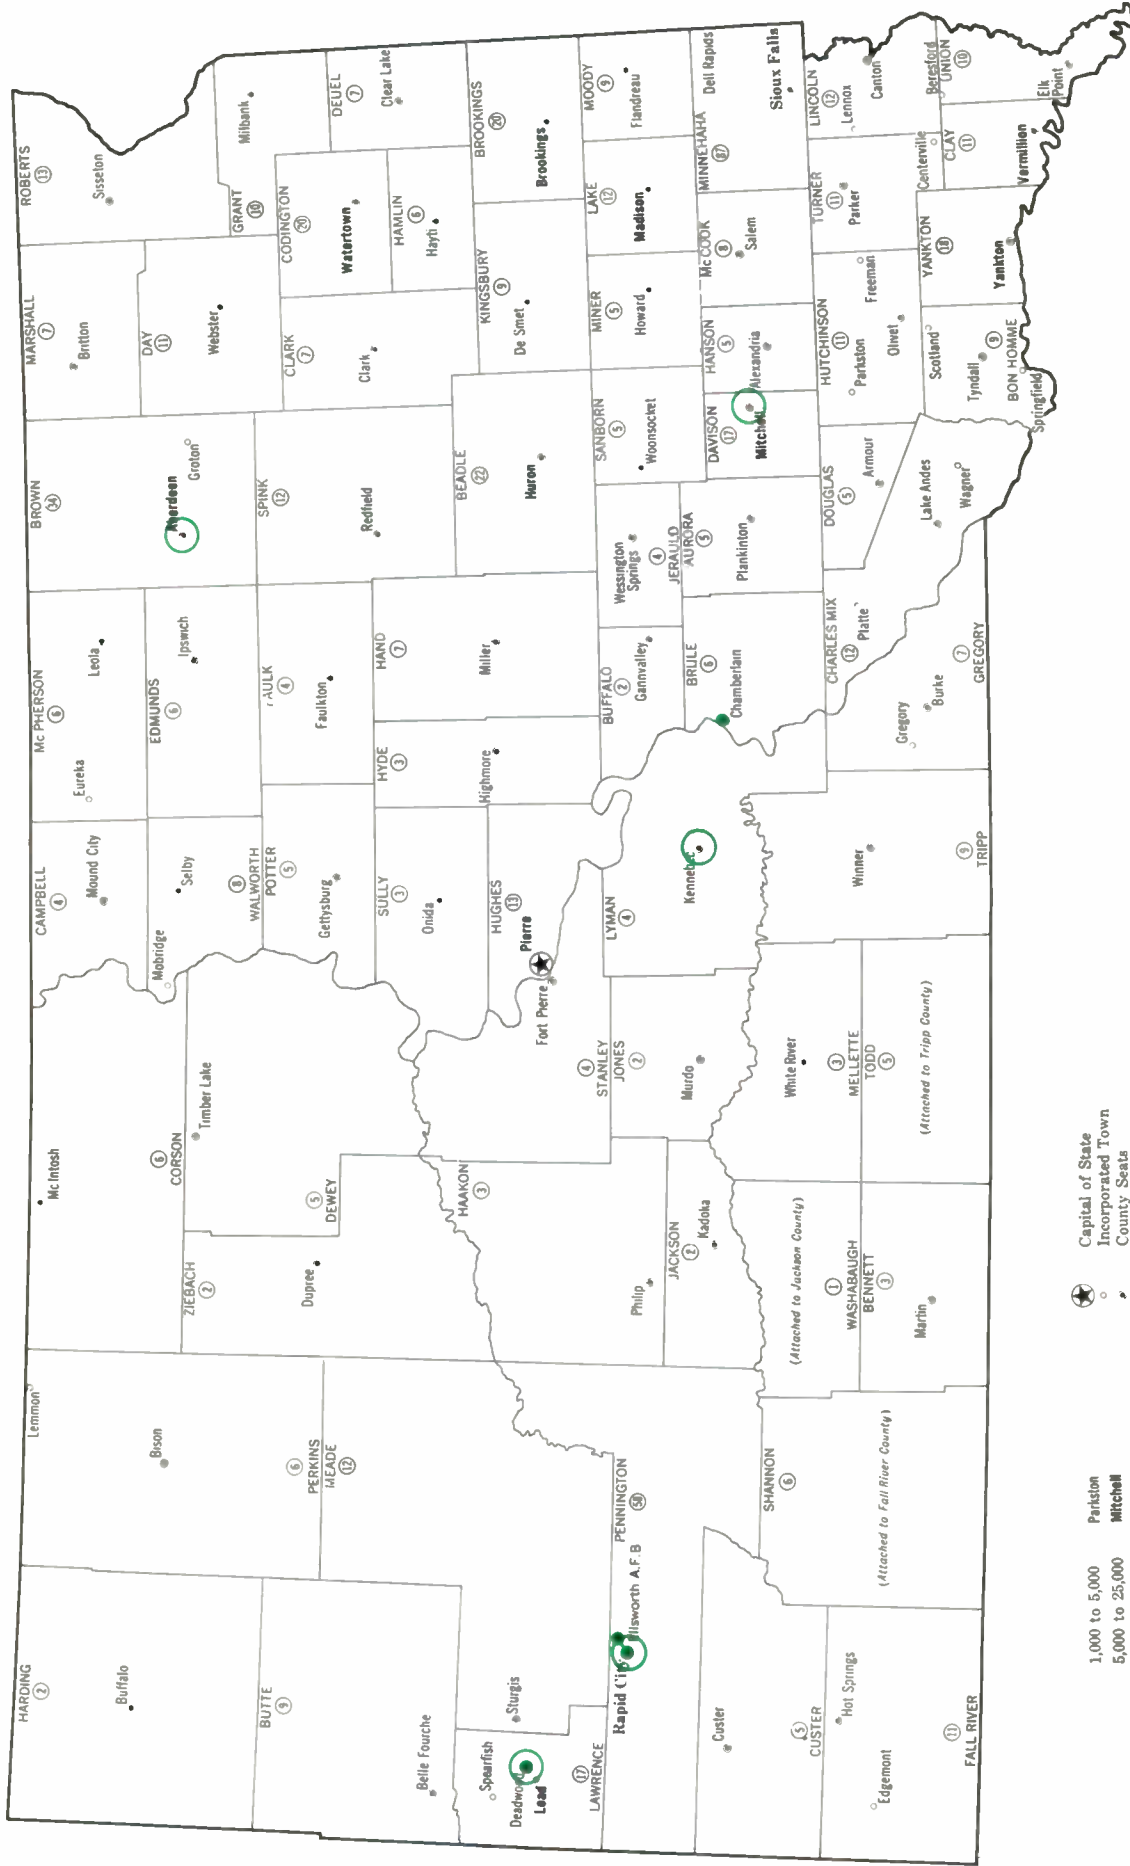 HARDING
2
Buffalo
BUTTE
9
Belle Fourche
Spearfish
Deadwood
Lead
17
LAWRENCE
Sturgis
Lemmon
Bison
6
PERKINS
MEADE
12
Rapid City
Ellsworth A.F.B
PENNINGTON
50
Custer
5
CUSTER
Hot Springs
Edgemont
11
FALL RIVER
SHANNON
6
(Attached to Fall River County)
Mc Intosh
6
CORSON
Timber Lake
ZIEBACH
2
Dupree
5
DEWEY
HAAKON
3
Philip
JACKSON
2
Kadoka
(Attached to Jackson County)
1
WASHABAUGH
BENNETT
3
Martin
4
STANLEY
JONES
2
Fort Pierre
Murdo
White River
3
MELLETTE
TODD
5
(Attached to Tripp County)
CAMPBELL
4
Mound City
Mobridge
Selby
8
WALWORTH
POTTER
5
Gettysburg
SULLY
3
Onida
HUGHES
13
Pierre
LYMAN
4
Kennebec
Winner
9
TRIPP
Mc PHERSON
6
Eureka
Leola
EDMUNDS
6
Ipswich
FAULK
4
Faulkton
HYDE
3
Highmore
HAND
7
Miller
BUFFALO
2
Gannvalley
BRULE
6
Chamberlain
Wessington
Springs
4
JERAULD
AURORA
5
Plankinton
CHARLES MIX
12
Platte
Gregory
Burke
7
GREGORY
Lake Andes
Wagner
BROWN
34
Aberdeen
Groton
SPINK
12
Redfield
BEADLE
22
Huron
SANBORN
5
Woonsocket
DAVISON
17
Mitchell
DOUGLAS
5
Armour
MARSHALL
7
Britton
DAY
11
Webster
CLARK
7
Clark
KINGSBURY
9
De Smet
MINER
5
Howard
HANSON
5
Alexandria
HUTCHINSON
11
Parkston
Olivet
Freeman
Scotland
Tyndall
9
BON HOMME
Springfield
ROBERTS
13
Sisseton
GRANT
10
Milbank
CODINGTON
20
Watertown
HAMLIN
6
Hayti
DEUEL
7
Clear Lake
BROOKINGS
20
Brookings
LAKE
12
Madison
MOODY
9
Flandreau
Mc COOK
8
Salem
MINNEHAHA
87
Dell Rapids
Sioux Falls
TURNER
11
Parker
LINCOLN
12
Lennox
Canton
Centerville
Beresford
UNION
10
YANKTON
18
Yankton
CLAY
11
Vermillion
Elk
Point
Capital of State
Incorporated Town
County Seats
1,000 to 5,000 Parkston
5,000 to 25,000 Mitchell